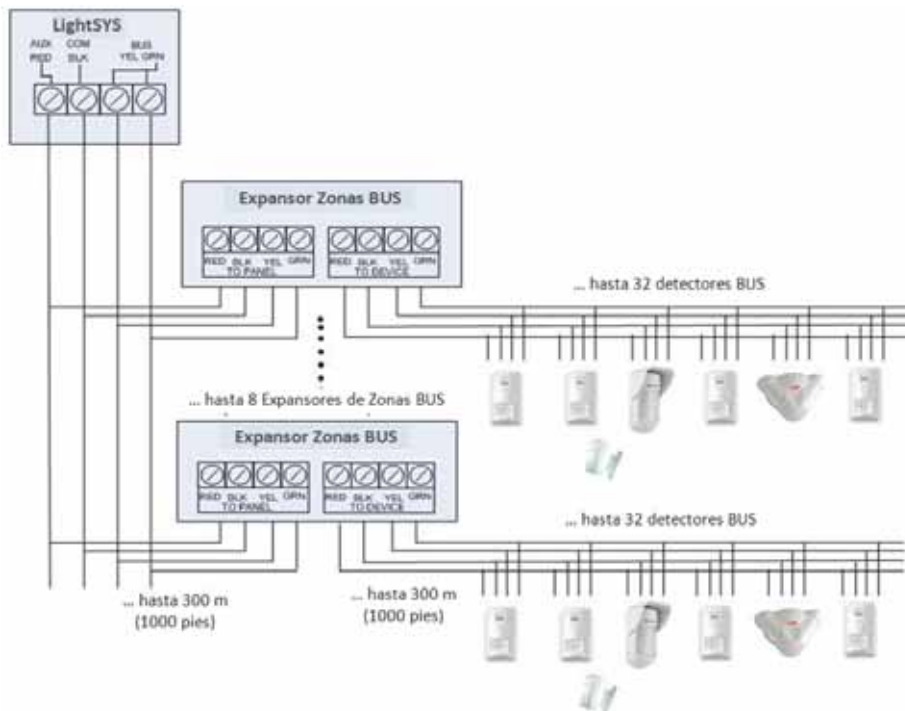 LightSYS
AUX COM BUS
RED BLK YEL GRN
Expansor Zonas BUS
RED BLK YEL GRN RED BLK YEL GRN
TO PANEL TO DEVICE
... hasta 32 detectores BUS
... hasta 8 Expansores de Zonas BUS
Expansor Zonas BUS
RED BLK YEL GRN RED BLK YEL GRN
TO PANEL TO DEVICE
... hasta 32 detectores BUS
... hasta 300 m
(1000 pies)
... hasta 300 m
(1000 pies)